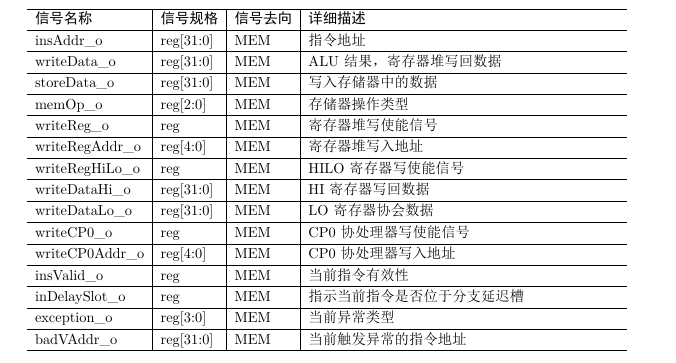 信号名称 信号规格 信号去向 详细描述
insAddr_o reg[31:0] MEM 指令地址
writeData_o reg[31:0] MEM ALU 结果，寄存器堆写回数据
storeData_o reg[31:0] MEM 写入存储器中的数据
memOp_o reg[2:0] MEM 存储器操作类型
writeReg_o reg MEM 寄存器堆写使能信号
writeRegAddr_o reg[4:0] MEM 寄存器堆写入地址
writeRegHiLo_o reg MEM HILO 寄存器写使能信号
writeDataHi_o reg[31:0] MEM HI 寄存器写回数据
writeDataLo_o reg[31:0] MEM LO 寄存器协会数据
writeCP0_o reg MEM CP0 协处理器写使能信号
writeCP0Addr_o reg[4:0] MEM CP0 协处理器写入地址
insValid_o reg MEM 当前指令有效性
inDelaySlot_o reg MEM 指示当前指令是否位于分支延迟槽
exception_o reg[3:0] MEM 当前异常类型
badVAddr_o reg[31:0] MEM 当前触发异常的指令地址